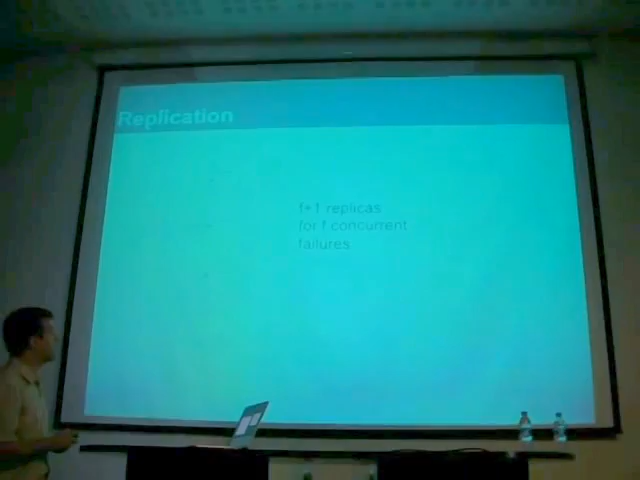 Replication
f+1 replicas
for f concurrent
failures